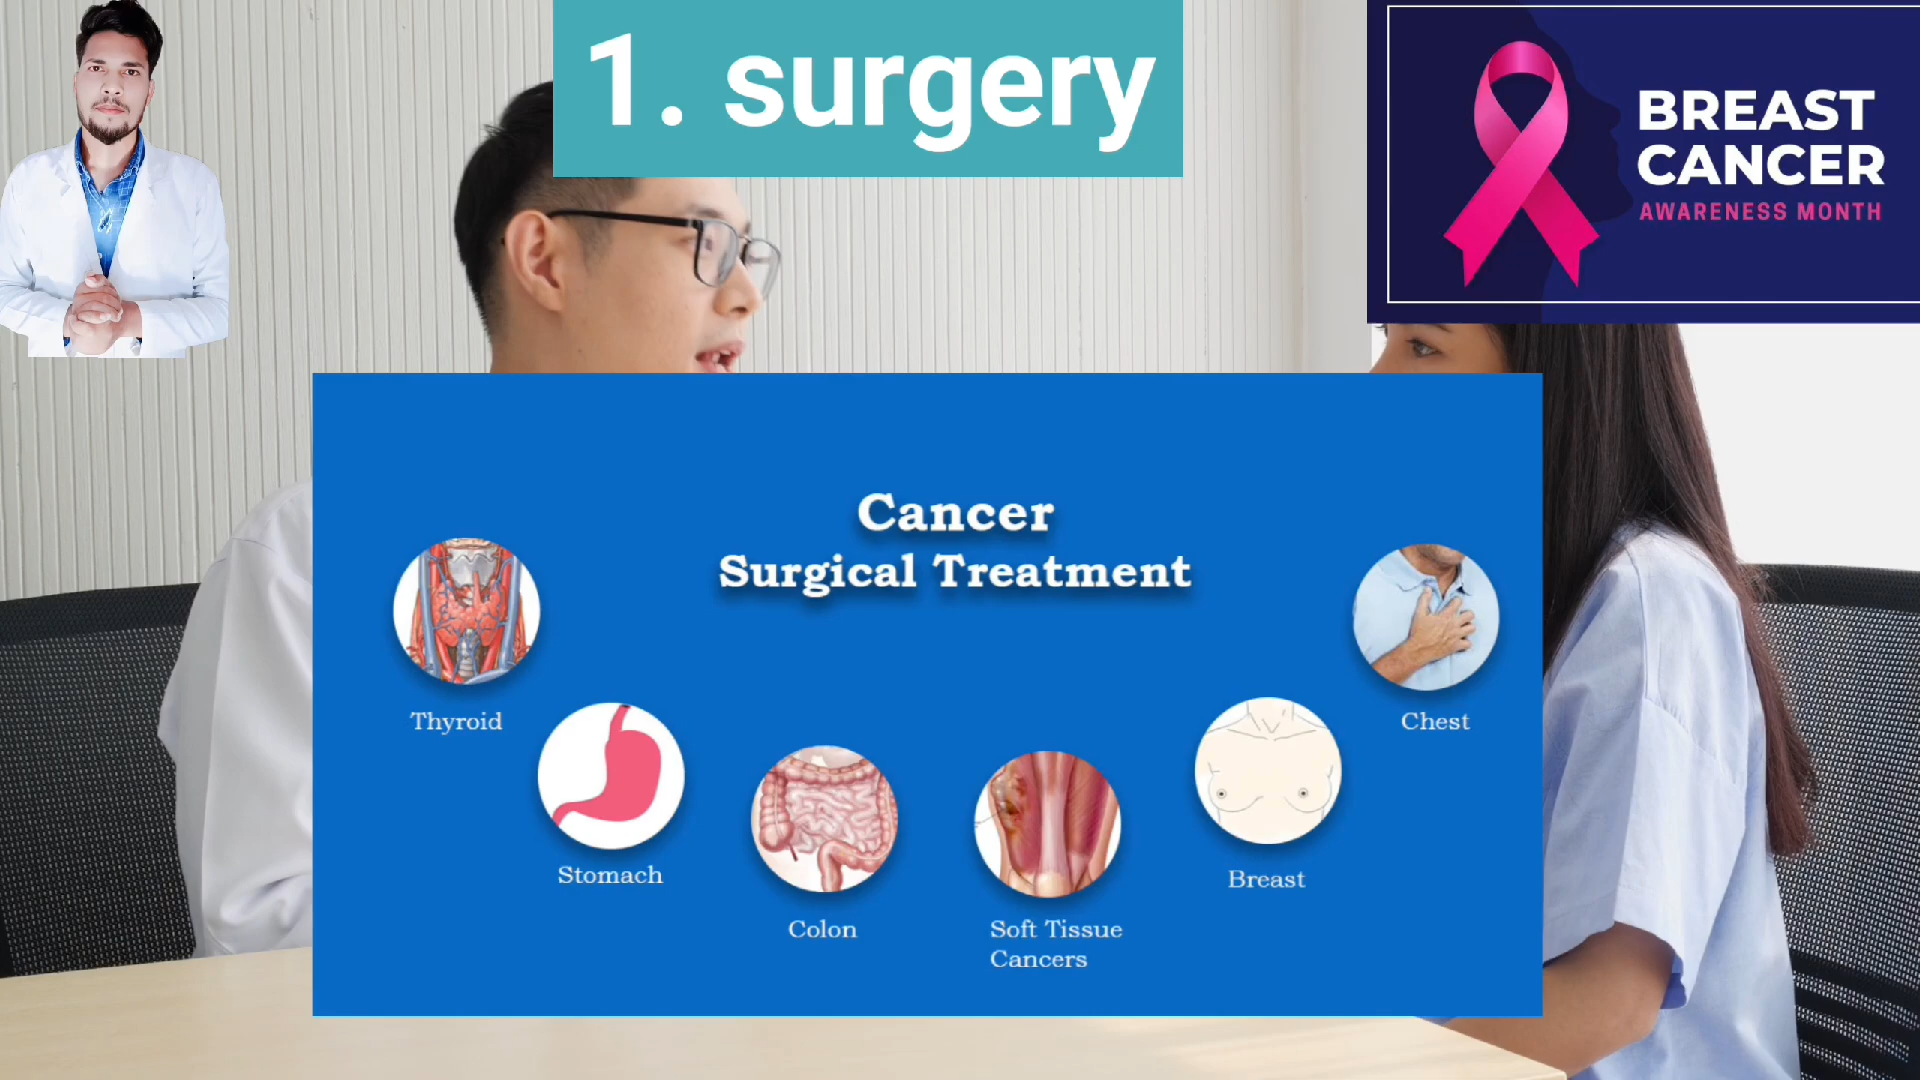 1. surgery
BREAST
CANCER
AWARENESS MONTH
Cancer
Surgical Treatment
Thyroid
Stomach
Colon
Soft Tissue
Cancers
Breast
Chest